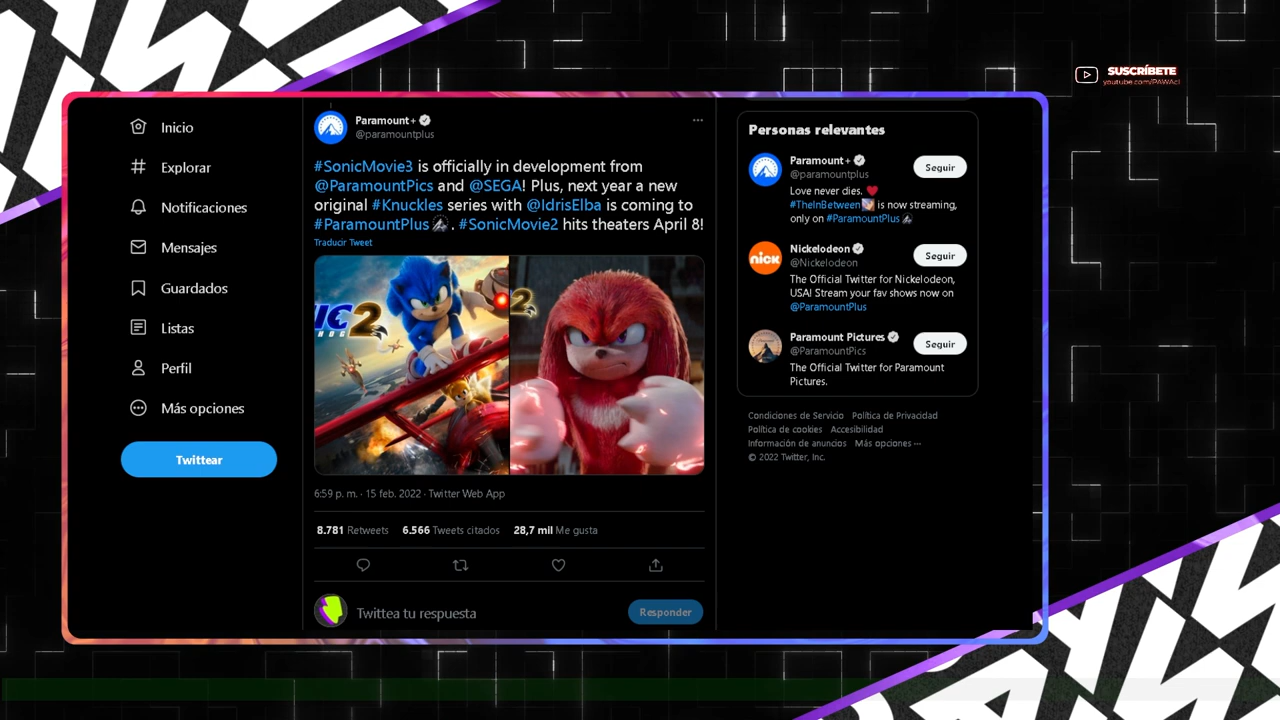 SUSCRÍBETE
youtube.com/PAWAcl
Inicio
Explorar
Notificaciones
Mensajes
Guardados
Listas
Perfil
Más opciones
Twittear
Paramount+
@paramountplus
#SonicMovie3 is officially in development from
@ParamountPics and @SEGA! Plus, next year a new
original #Knuckles series with @IdrisElba is coming to
#ParamountPlus. #SonicMovie2 hits theaters April 8!
Traducir Tweet
2
2
6:59 p. m. · 15 feb. 2022 · Twitter Web App
8.781 Retweets 6.566 Tweets citados 28,7 mil Me gusta
Twittea tu respuesta
Responder
Personas relevantes
Paramount+
@paramountplus
Seguir
Love never dies. ❤️
#TheInBetween is now streaming,
only on #ParamountPlus
nick
Nickelodeon
@Nickelodeon
Seguir
The Official Twitter for Nickelodeon,
USA! Stream your fav shows now on
@ParamountPlus
Paramount Pictures
@ParamountPics
Seguir
The Official Twitter for Paramount
Pictures.
Condiciones de Servicio Política de Privacidad
Política de cookies Accesibilidad
Información de anuncios Más opciones ···
© 2022 Twitter, Inc.